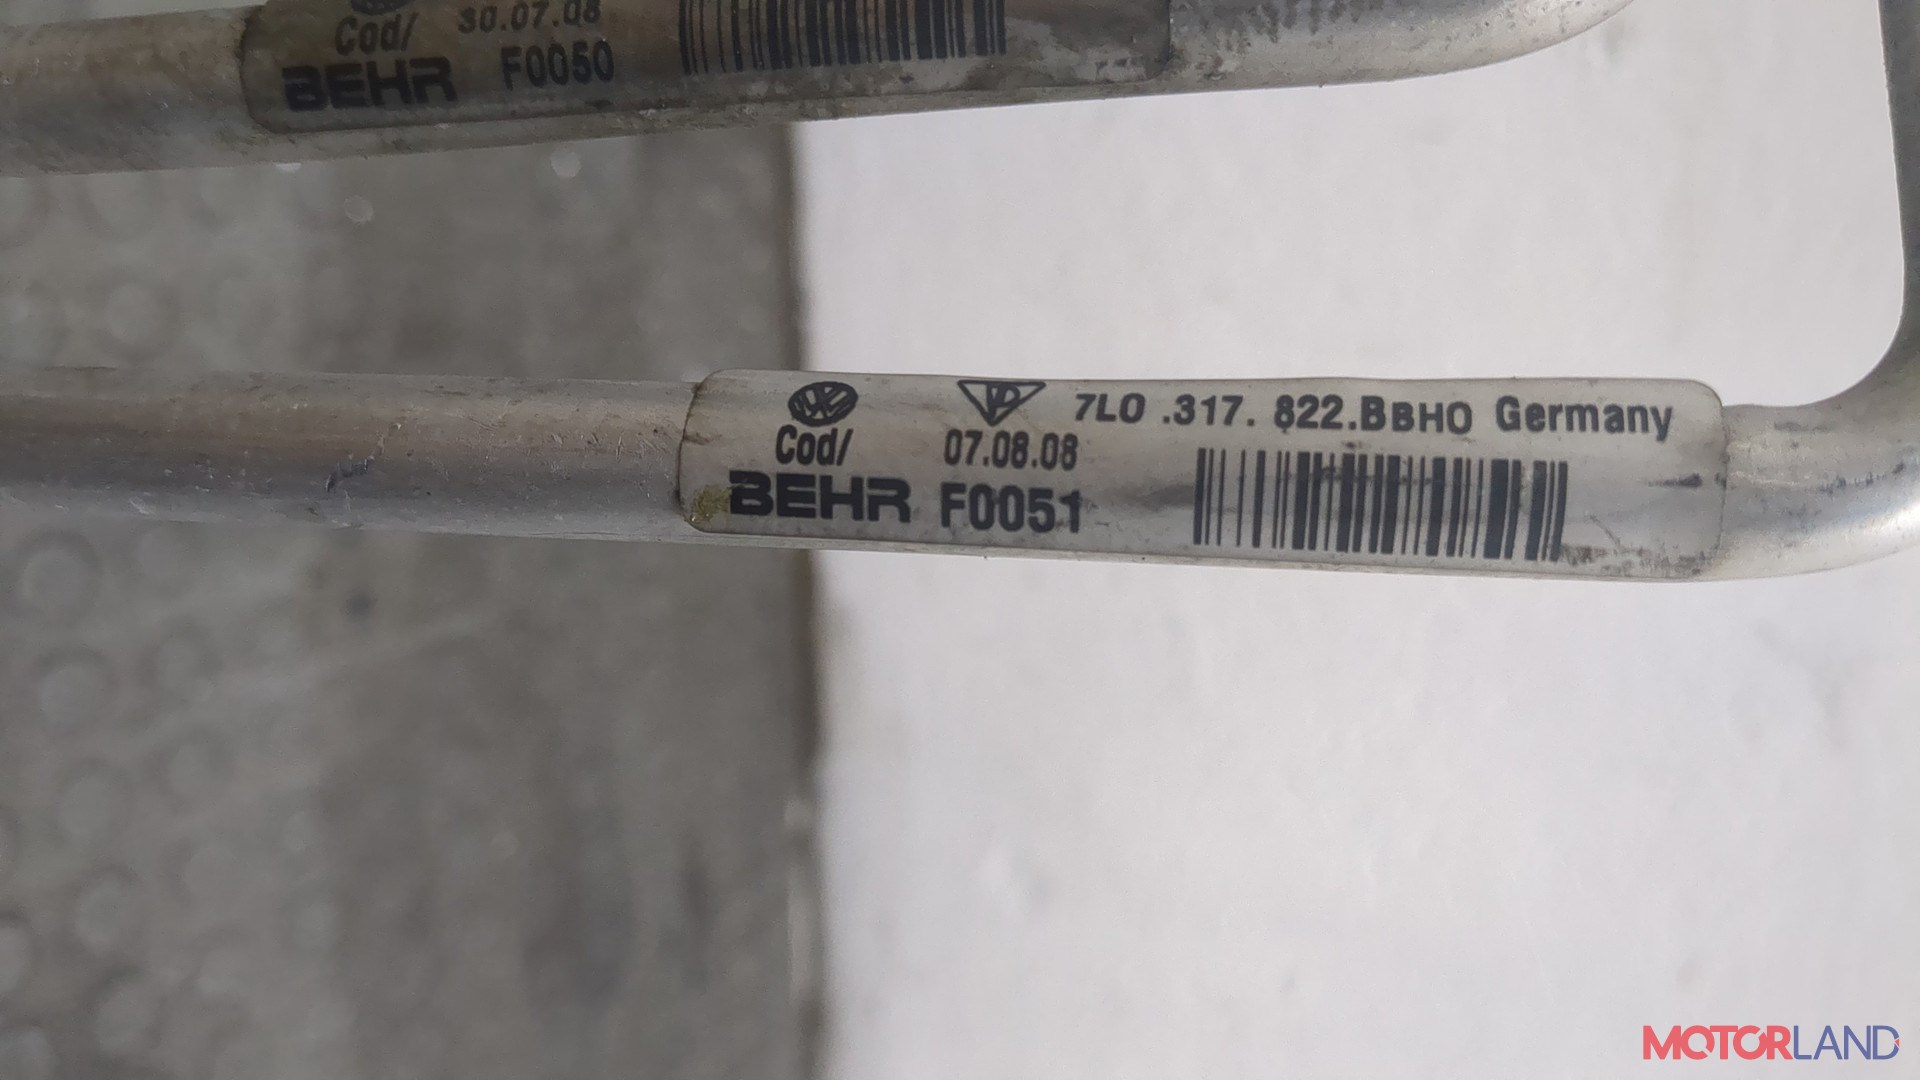 Cod/ 30.07.08
BEHR F0050
7L0 .317. 822.BBHO Germany
Cod/ 07.08.08
BEHR F0051
MOTORLAND